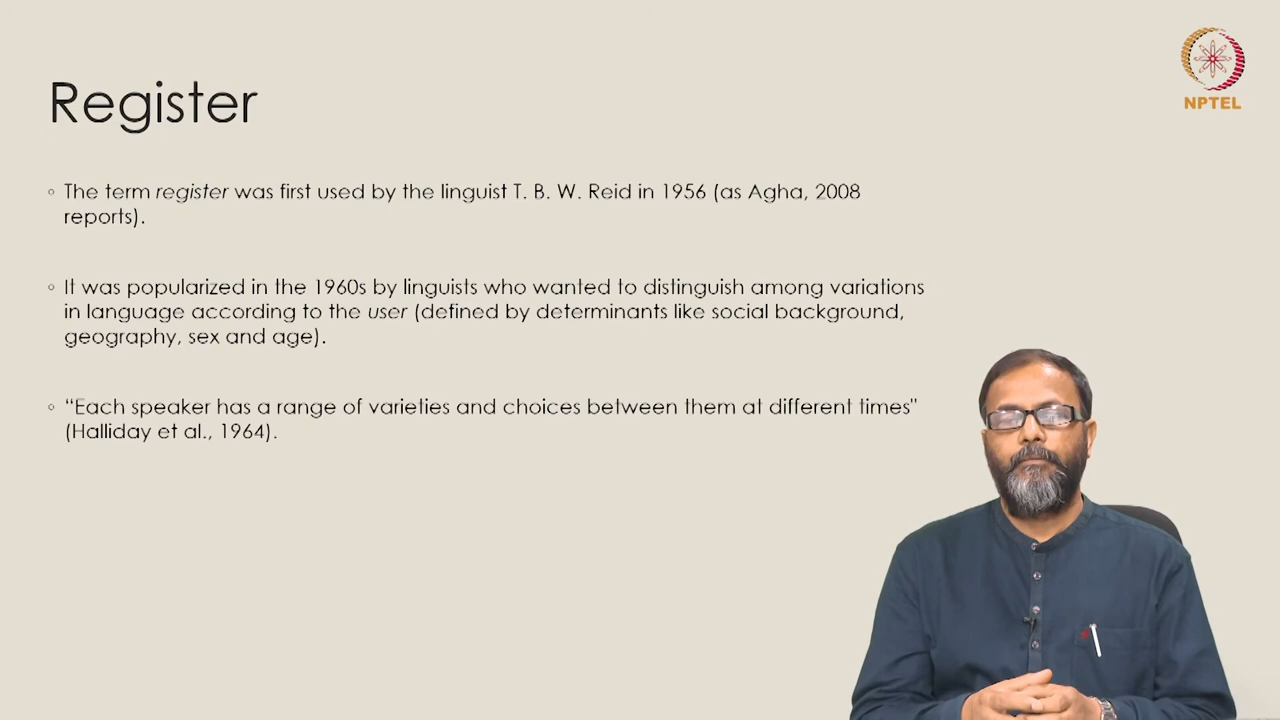 Register
NPTEL
◦ The term register was first used by the linguist T. B. W. Reid in 1956 (as Agha, 2008
reports).
◦ It was popularized in the 1960s by linguists who wanted to distinguish among variations
in language according to the user (defined by determinants like social background,
geography, sex and age).
◦ “Each speaker has a range of varieties and choices between them at different times"
(Halliday et al., 1964).